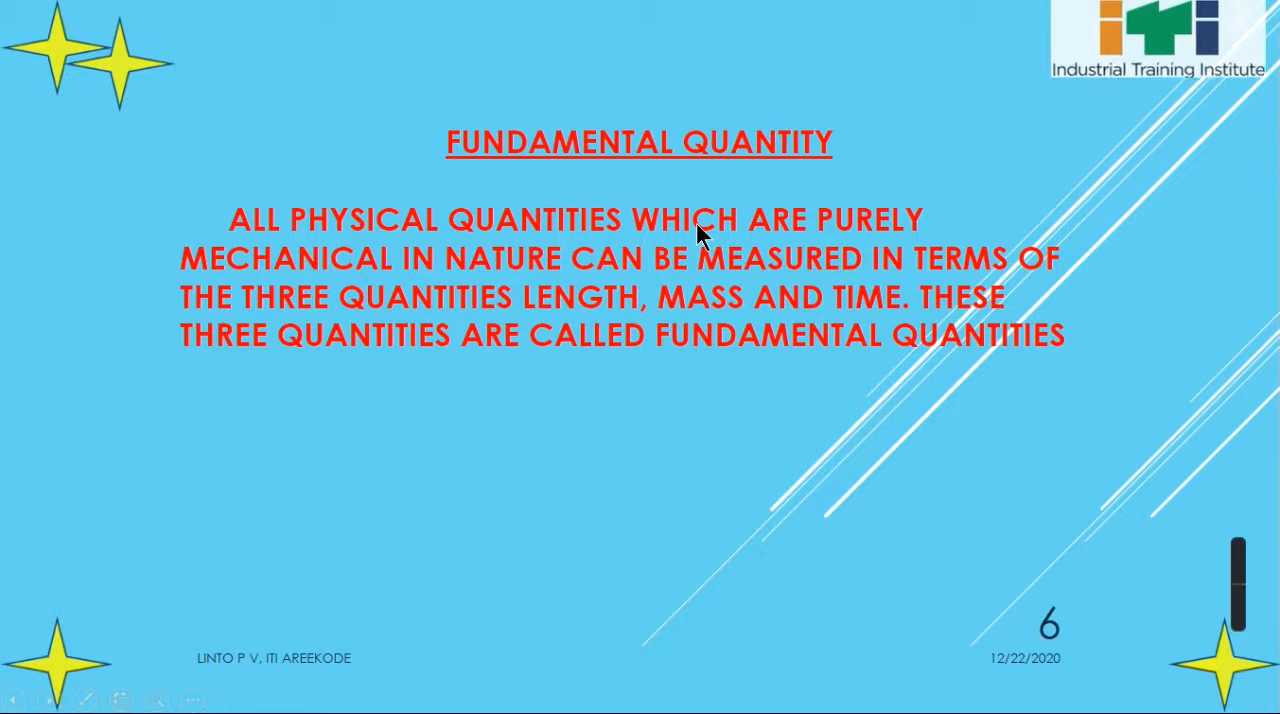 iTi
Industrial Training Institute
FUNDAMENTAL QUANTITY
ALL PHYSICAL QUANTITIES WHICH ARE PURELY
MECHANICAL IN NATURE CAN BE MEASURED IN TERMS OF
THE THREE QUANTITIES LENGTH, MASS AND TIME. THESE
THREE QUANTITIES ARE CALLED FUNDAMENTAL QUANTITIES
6
LINTO P V, ITI AREEKODE
12/22/2020